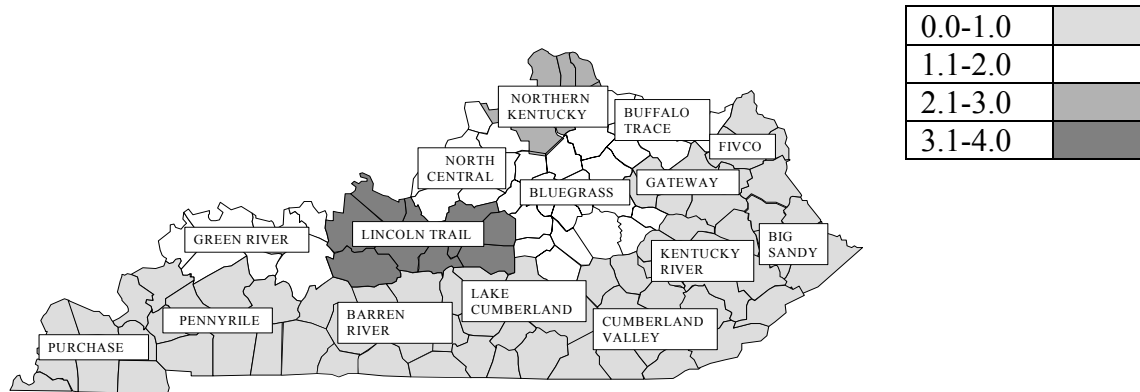 0.0-1.0
1.1-2.0
2.1-3.0
3.1-4.0
NORTHERN
KENTUCKY
BUFFALO
TRACE
FIVCO
NORTH
CENTRAL
BLUEGRASS
GATEWAY
GREEN RIVER
LINCOLN TRAIL
KENTUCKY
RIVER
BIG
SANDY
LAKE
CUMBERLAND
PENNYRILE
BARREN
RIVER
CUMBERLAND
VALLEY
PURCHASE